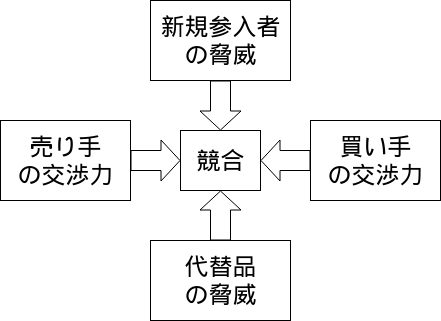 新規参入者
の脅威
売り手
の交渉力
競合
買い手
の交渉力
代替品
の脅威